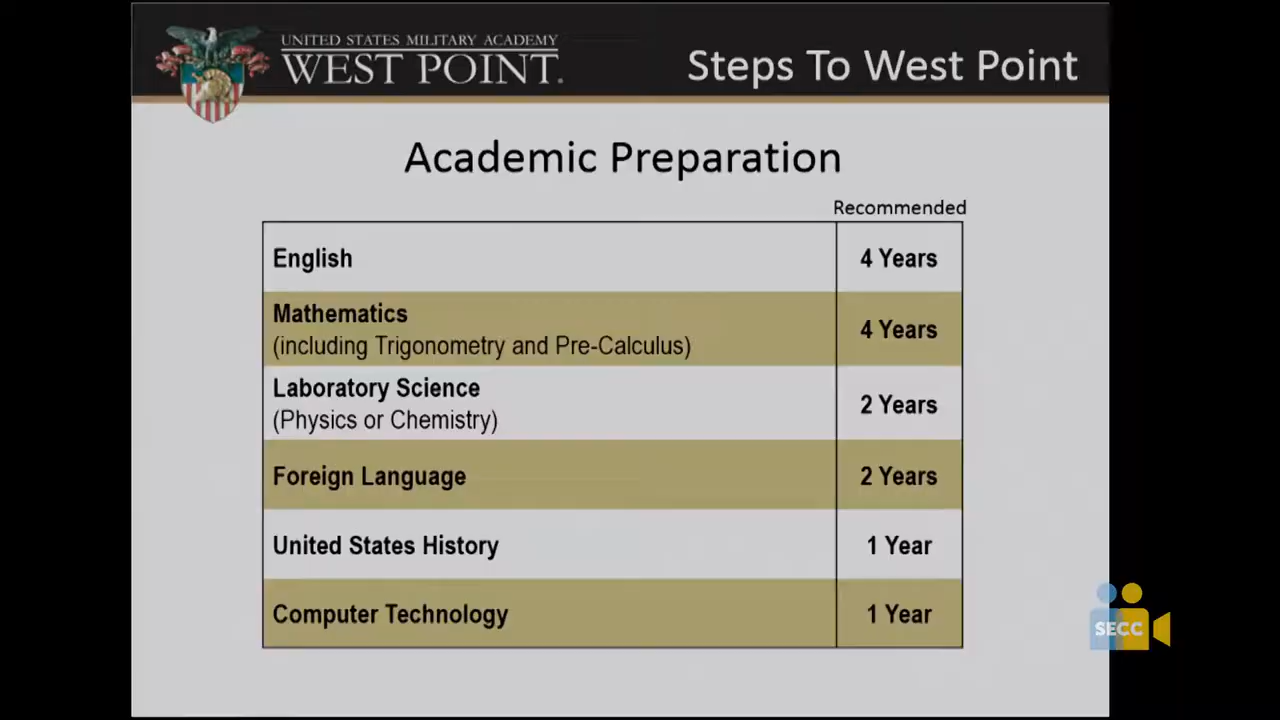 UNITED STATES MILITARY ACADEMY
WEST POINT.
Steps To West Point
Academic Preparation
Recommended
English 4 Years
Mathematics
(including Trigonometry and Pre-Calculus) 4 Years
Laboratory Science
(Physics or Chemistry) 2 Years
Foreign Language 2 Years
United States History 1 Year
Computer Technology 1 Year
SECC